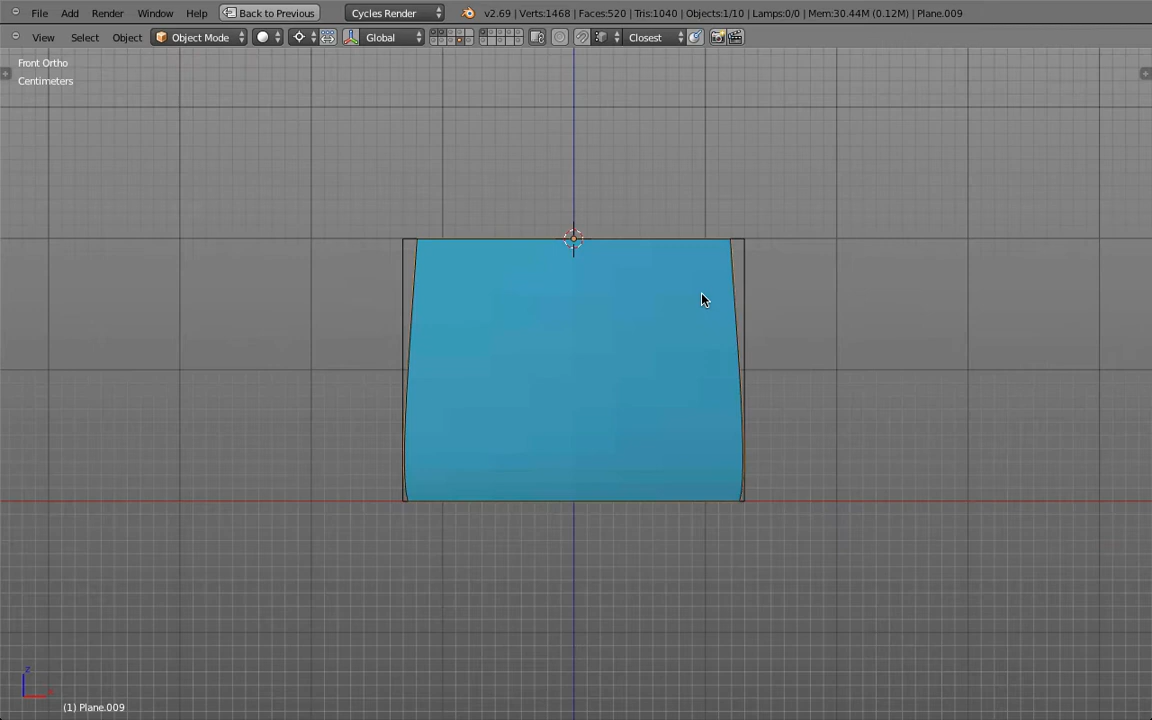 File Add Render Window Help Back to Previous Cycles Render v2.69 | Verts:1468 | Faces:520 | Tris:1040 | Objects:1/10 | Lamps:0/0 | Mem:30.44M (0.12M) | Plane.009
View Select Object Object Mode Global Closest
Front Ortho
Centimeters
z
x
(1) Plane.009